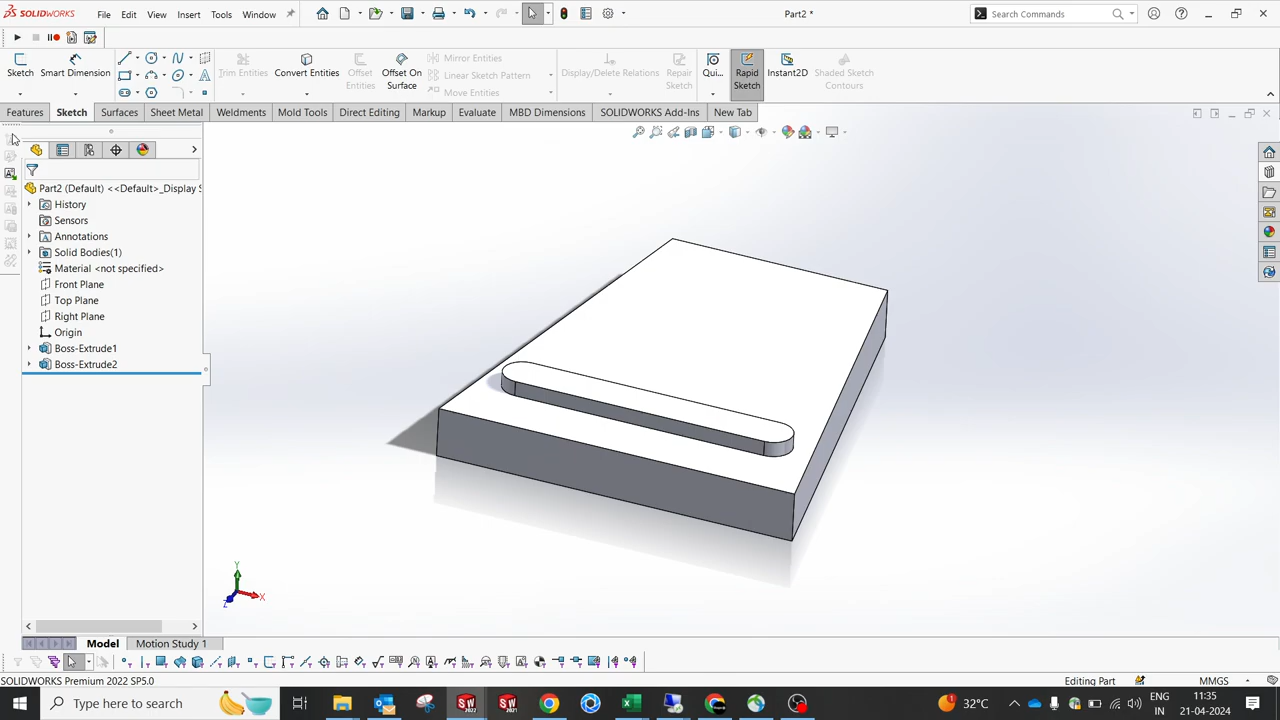 SOLIDWORKS File Edit View Insert Tools Window Part2 * Search Commands
Sketch Smart Dimension Trim Entities Convert Entities Offset Entities Offset On Surface Mirror Entities Linear Sketch Pattern Move Entities Display/Delete Relations Repair Sketch Qui... Rapid Sketch Instant2D Shaded Sketch Contours
Features Sketch Surfaces Sheet Metal Weldments Mold Tools Direct Editing Markup Evaluate MBD Dimensions SOLIDWORKS Add-Ins New Tab
Part2 (Default) <<Default>_Display S
History
Sensors
Annotations
Solid Bodies(1)
Material <not specified>
Front Plane
Top Plane
Right Plane
Origin
Boss-Extrude1
Boss-Extrude2
Y
X
Z
Model Motion Study 1
SOLIDWORKS Premium 2022 SP5.0 Editing Part MMGS
Type here to search 32°C ENG 11:35
IN 21-04-2024